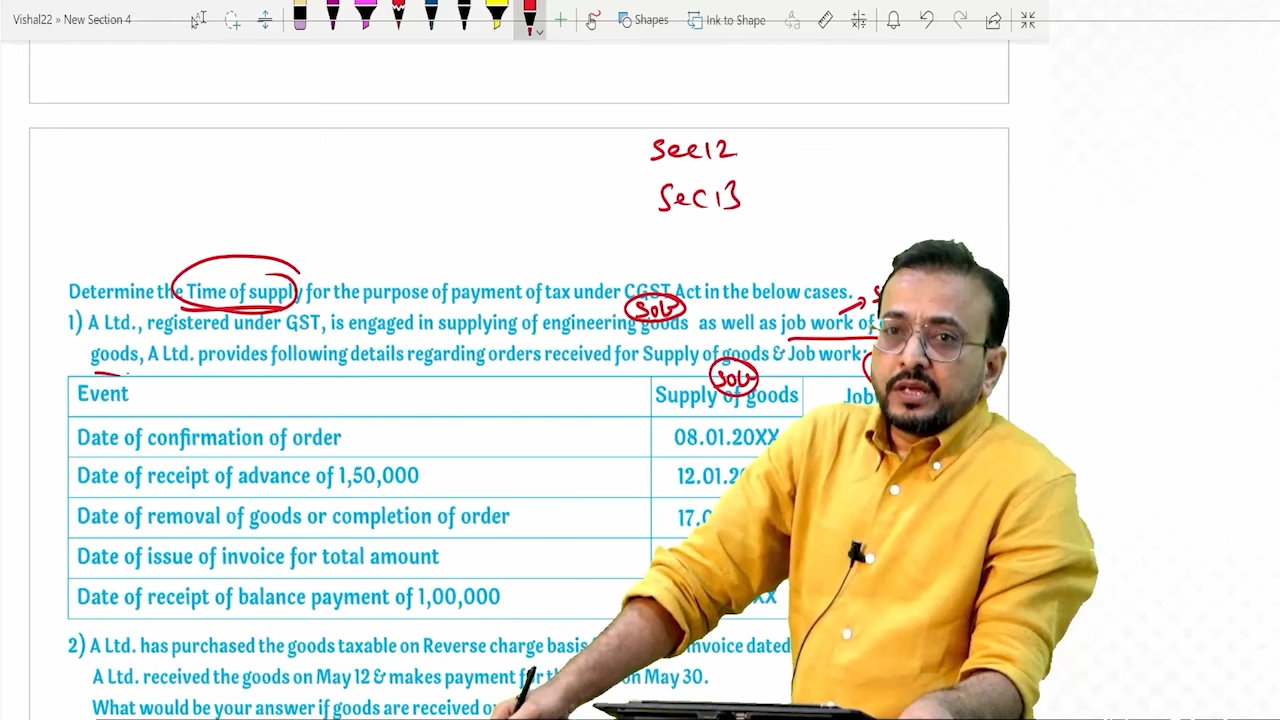 Vishal22 » New Section 4
Shapes
Ink to Shape
Sec12
Sec13
Determine the Time of supply for the purpose of payment of tax under CGST Act in the below cases.
1) A Ltd., registered under GST, is engaged in supplying of engineering goods as well as job work of
goods, A Ltd. provides following details regarding orders received for Supply of goods & Job work:
Event Supply of goods
Date of confirmation of order 08.01.20XX
Date of receipt of advance of 1,50,000 12.01.2
Date of removal of goods or completion of order 17.0
Date of issue of invoice for total amount
Date of receipt of balance payment of 1,00,000 XX
2) A Ltd. has purchased the goods taxable on Reverse charge basis invoice dated
A Ltd. received the goods on May 12 & makes payment on May 30.
What would be your answer if goods are received